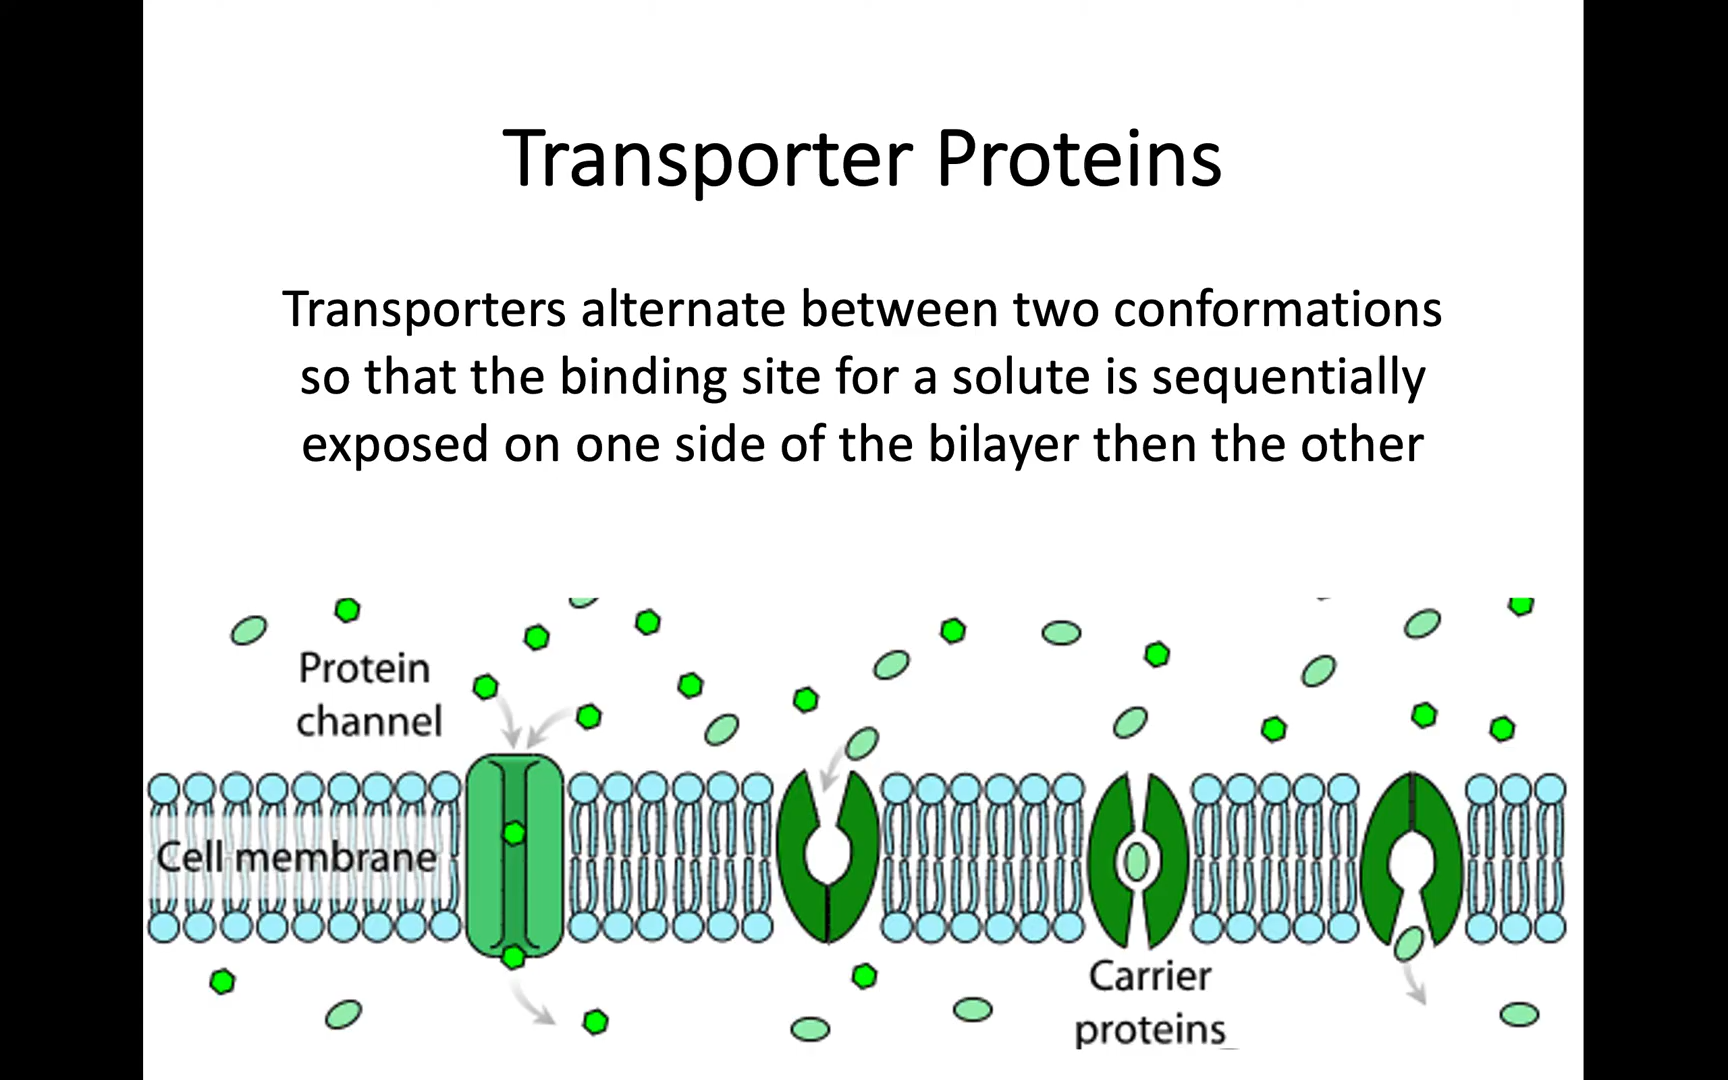 Transporter Proteins
Transporters alternate between two conformations
so that the binding site for a solute is sequentially
exposed on one side of the bilayer then the other
Protein
channel
Cell membrane
Carrier
proteins